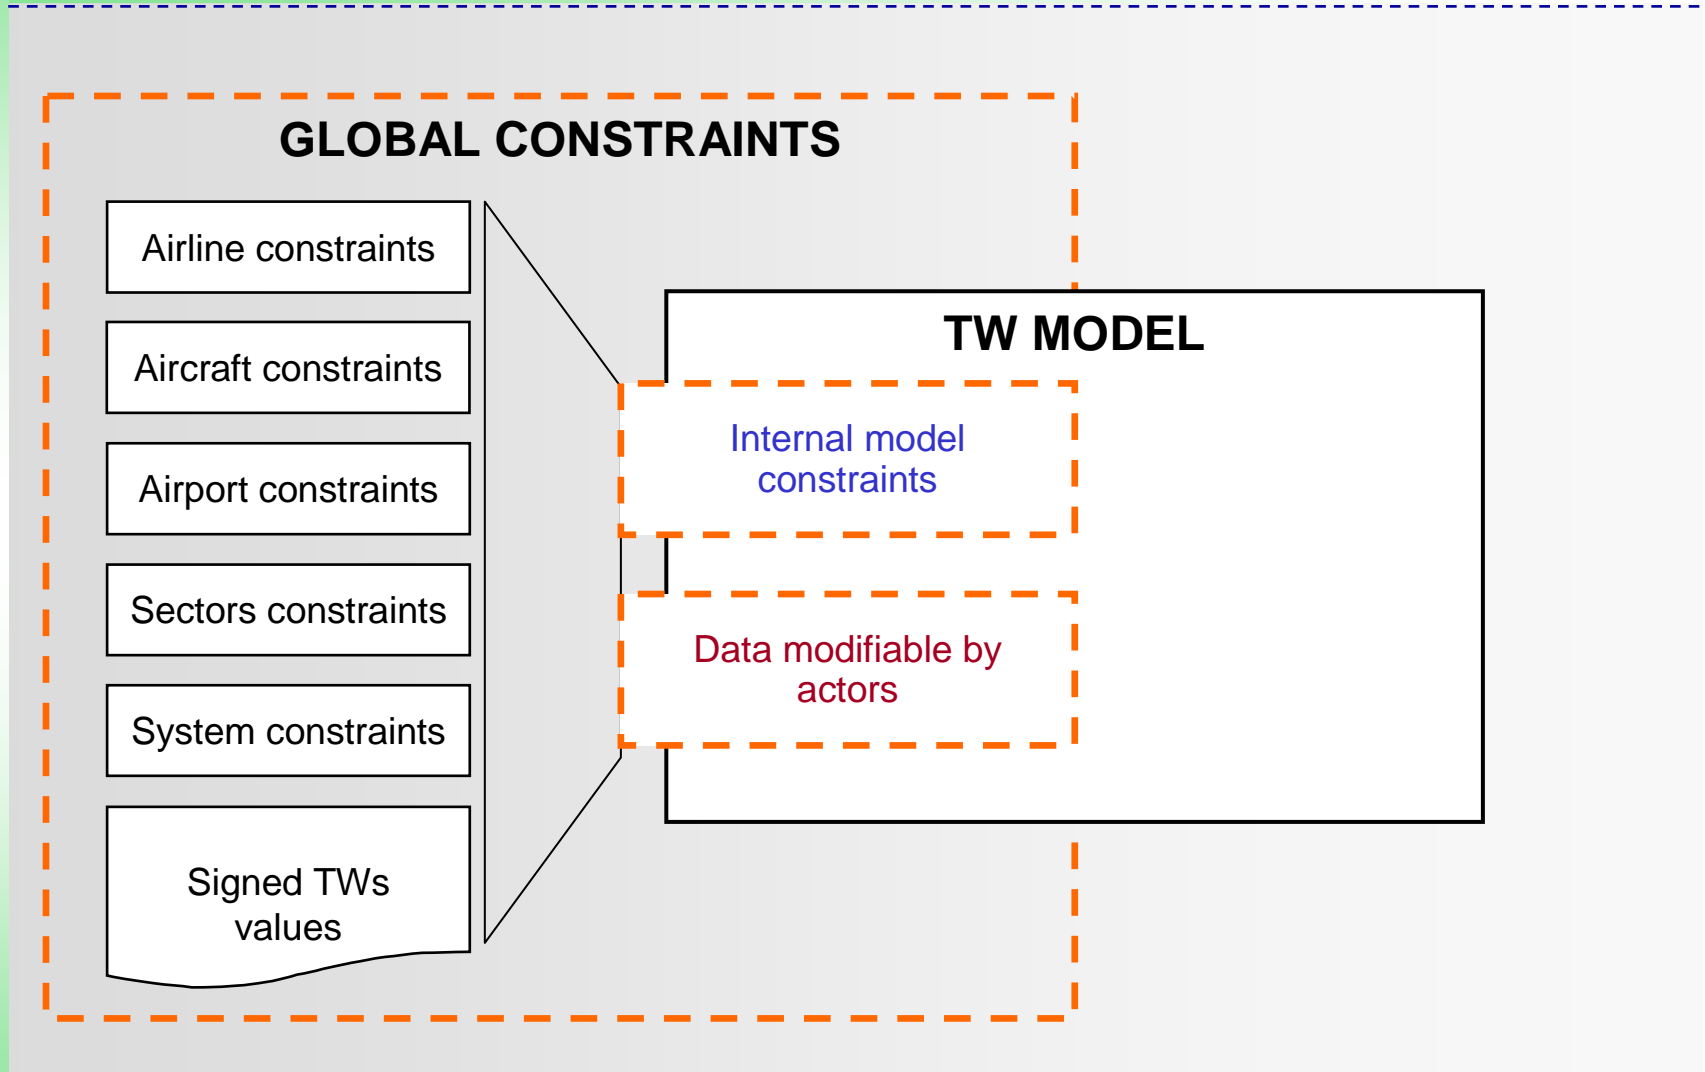 GLOBAL CONSTRAINTS
Airline constraints
Aircraft constraints
Airport constraints
Sectors constraints
System constraints
Signed TWs
values
TW MODEL
Internal model
constraints
Data modifiable by
actors